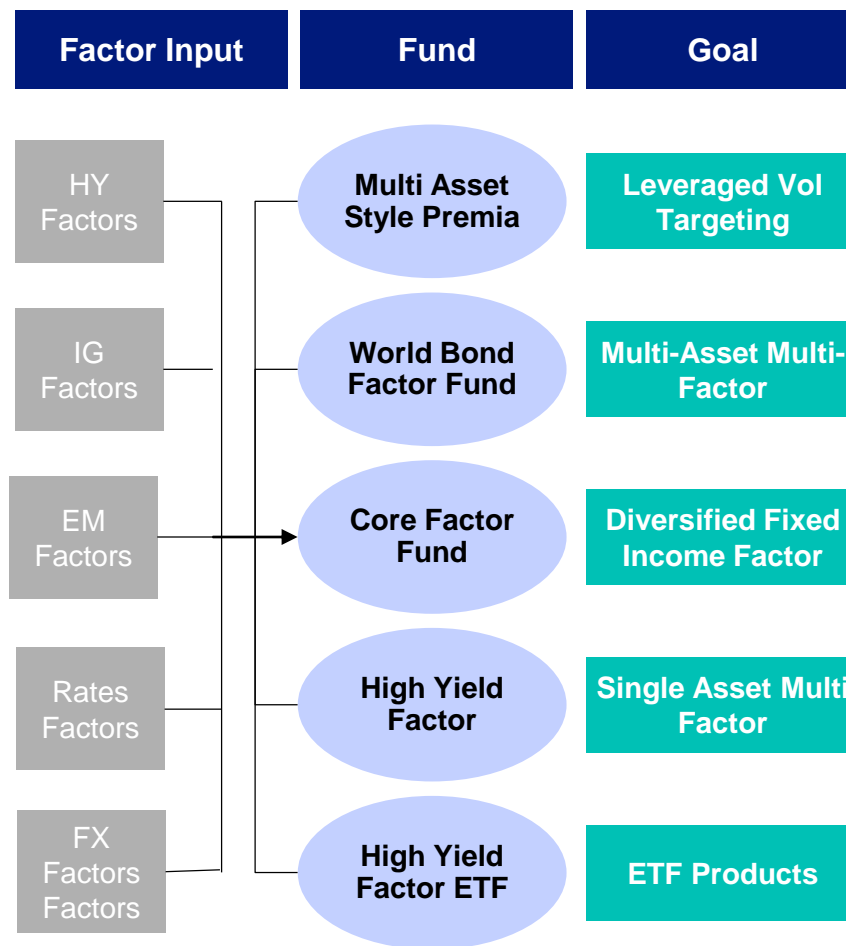 Factor Input
Fund
Goal
HY
Factors
Multi Asset
Style Premia
Leveraged Vol
Targeting
IG
Factors
World Bond
Factor Fund
Multi-Asset Multi-
Factor
EM
Factors
Core Factor
Fund
Diversified Fixed
Income Factor
Rates
Factors
High Yield
Factor
Single Asset Multi
Factor
FX
Factors
Factors
High Yield
Factor ETF
ETF Products